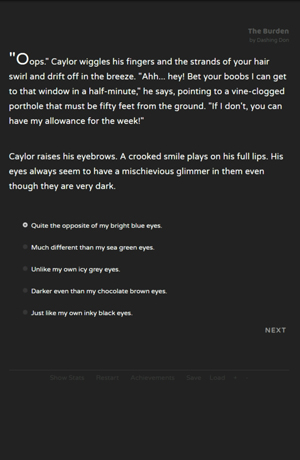 The Burden
by Dashing Don
"Oops." Caylor wiggles his fingers and the strands of your hair
swirl and drift off in the breeze. "Ahh... hey! Bet your boobs I can get
to that window in a half-minute," he says, pointing to a vine-clogged
porthole that must be fifty feet from the ground. "If I don't, you can
have my allowance for the week!"
Caylor raises his eyebrows. A crooked smile plays on his full lips. His
eyes always seem to have a mischievious glimmer in them even
though they are very dark.
Quite the opposite of my bright blue eyes.
Much different than my sea green eyes.
Unlike my own icy grey eyes.
Darker even than my chocolate brown eyes.
Just like my own inky black eyes.
NEXT
Show Stats Restart Achievements Save Load +